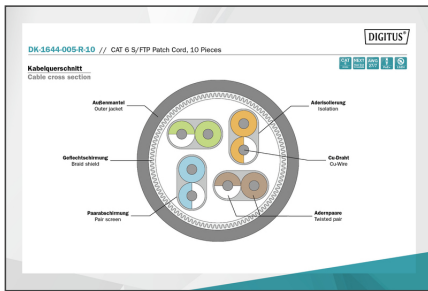 DIGITUS®
DK-1644-005-R-10 // CAT 6 S/FTP Patch Cord, 10 Pieces
Kabelquerschnitt
Cable cross section
Außenmantel
Outer jacket
Aderisolierung
Isolation
Geflechtschirmung
Braid shield
Cu-Draht
Cu-Wire
Paarabschirmung
Pair screen
Adernpaare
Twisted pair